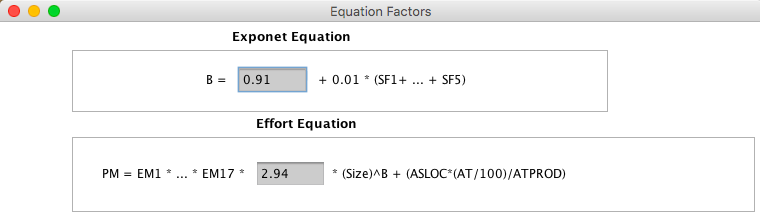 Equation Factors
Exponet Equation
B = 0.91 + 0.01 * (SF1+ ... + SF5)
Effort Equation
PM = EM1 * ... * EM17 * 2.94 * (Size)^B + (ASLOC*(AT/100)/ATPROD)